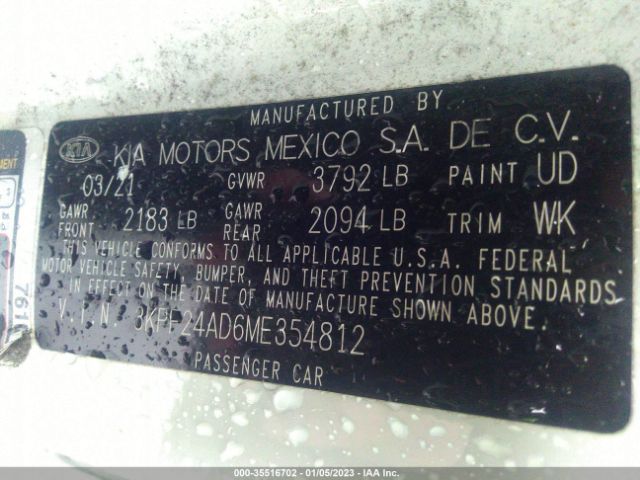 MANUFACTURED BY
KIA KIA MOTORS MEXICO S.A. DE C.V.
03/21 GVWR 3792 LB PAINT UD
GAWR FRONT 2183 LB GAWR REAR 2094 LB TRIM WK
THIS VEHICLE CONFORMS TO ALL APPLICABLE U.S.A. FEDERAL
MOTOR VEHICLE SAFETY, BUMPER, AND THEFT PREVENTION STANDARDS
IN EFFECT ON THE DATE OF MANUFACTURE SHOWN ABOVE.
V.I.N. 3KPF24AD6ME354812
PASSENGER CAR
761
000-35516702 - 01/05/2023 - IAA Inc.